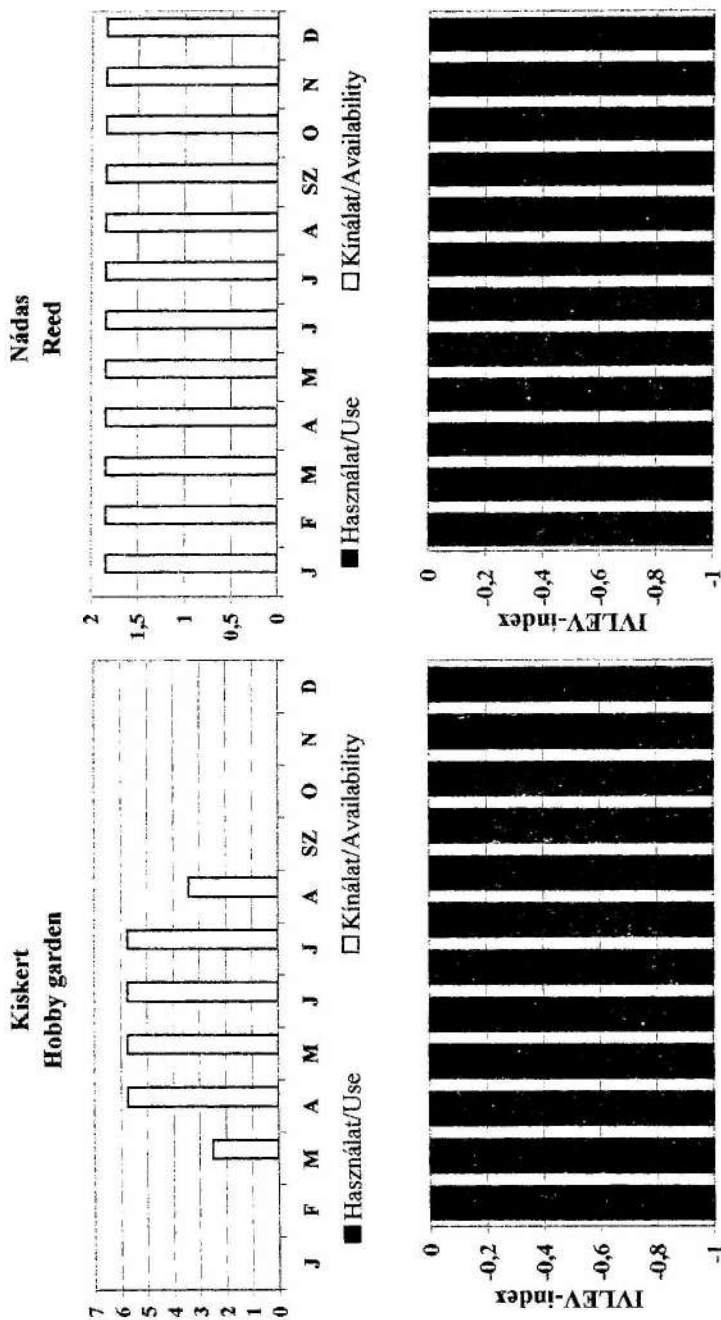 Kiskert
Hobby garden
7
6
5
4
3
2
1
0
J F M A M J J A SZ O N D
■ Használat/Use □ Kínálat/Availability
IVLEV-index
0
-0,2
-0,4
-0,6
-0,8
-1
Nádas
Reed
2
1,5
1
0,5
0
J F M A M J J A SZ O N D
■ Használat/Use □ Kínálat/Availability
IVLEV-index
0
-0,2
-0,4
-0,6
-0,8
-1